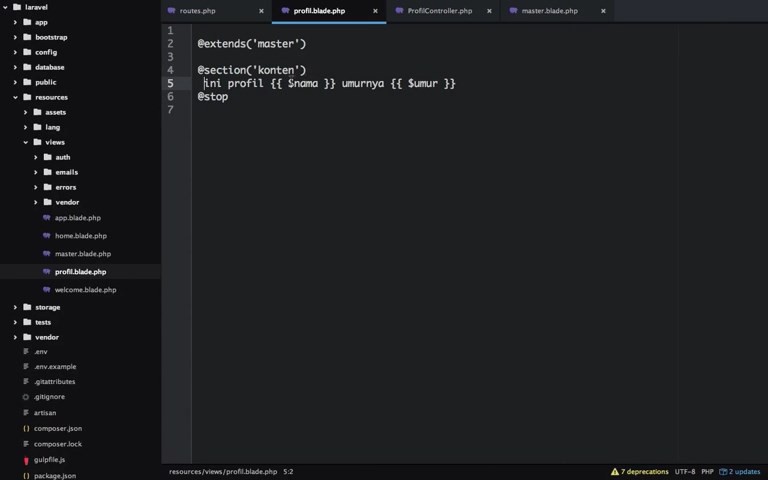 laravel
app
bootstrap
config
database
public
resources
assets
lang
views
auth
emails
errors
vendor
app.blade.php
home.blade.php
master.blade.php
profil.blade.php
welcome.blade.php
storage
tests
vendor
.env
.env.example
.gitattributes
.gitignore
artisan
composer.json
composer.lock
gulpfile.js
package.json
routes.php × profil.blade.php × ProfilController.php × master.blade.php ×
1
2 @extends('master')
3
4 @section('konten')
5 ini profil {{ $nama }} umurnya {{ $umur }}
6 @stop
7
resources/views/profil.blade.php 5:2 7 deprecations UTF-8 PHP 2 updates